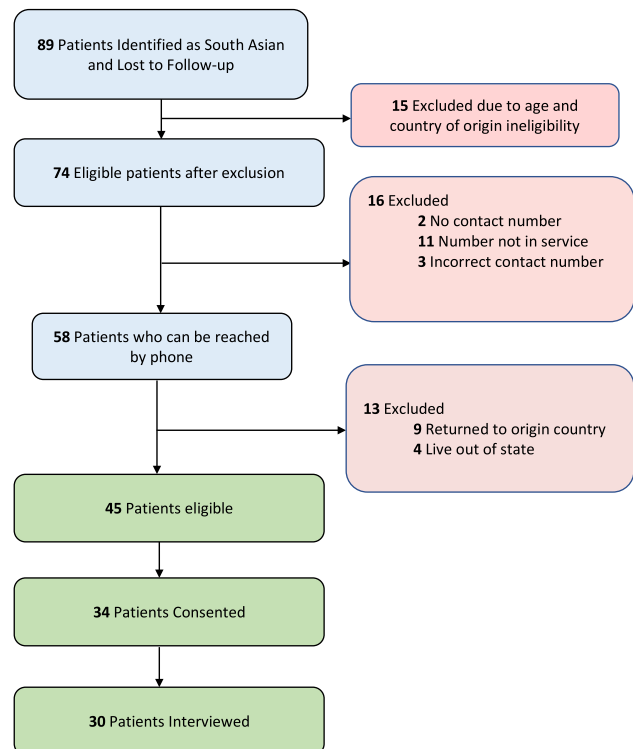 89 Patients Identified as South Asian
and Lost to Follow-up
15 Excluded due to age and
country of origin ineligibility
74 Eligible patients after exclusion
16 Excluded
2 No contact number
11 Number not in service
3 Incorrect contact number
58 Patients who can be reached
by phone
13 Excluded
9 Returned to origin country
4 Live out of state
45 Patients eligible
34 Patients Consented
30 Patients Interviewed